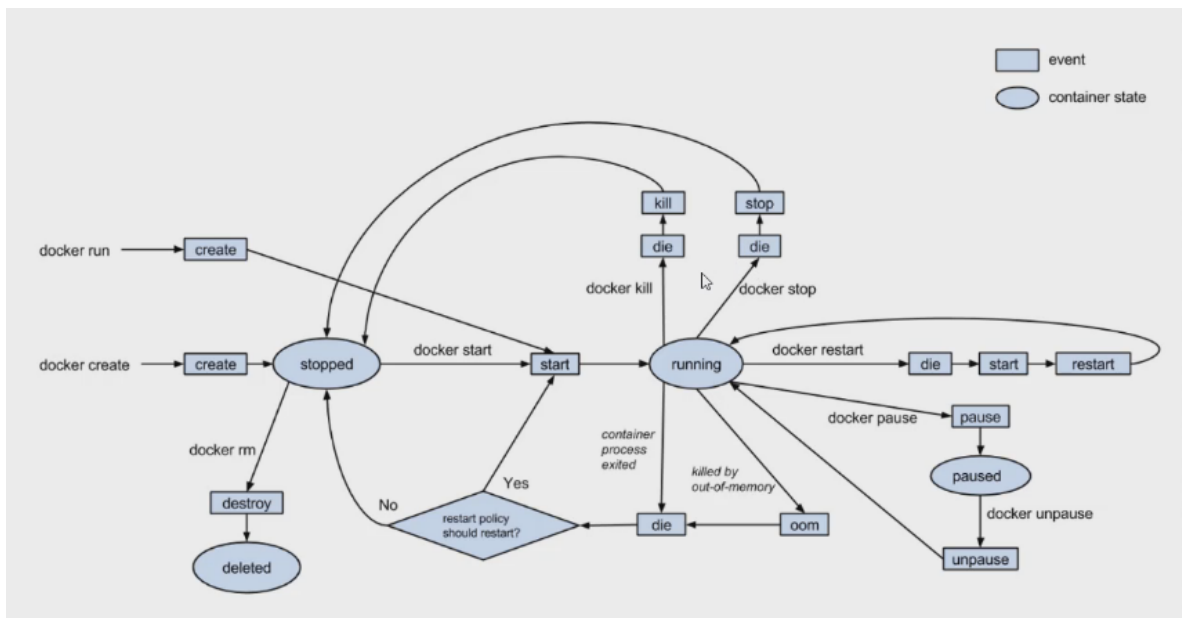 event
container state
kill
stop
docker run
create
die
die
docker kill
docker stop
docker create
create
stopped
docker start
start
running
docker restart
die
start
restart
docker pause
pause
container
process
exited
docker rm
killed by
out-of-memory
paused
Yes
No
destroy
restart policy
should restart?
die
oom
docker unpause
deleted
unpause